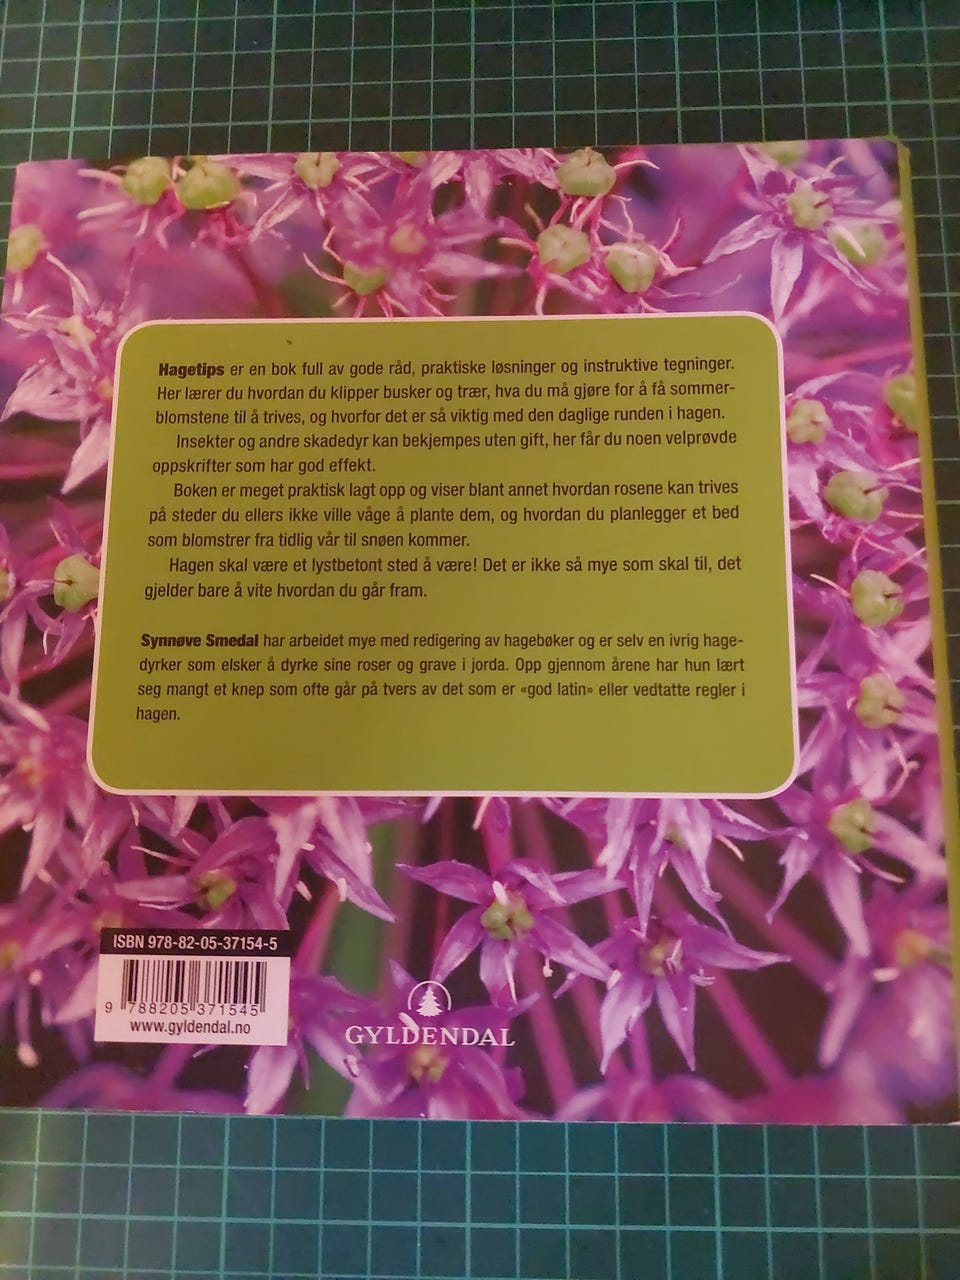 Hagetips er en bok full av gode råd, praktiske løsninger og instruktive tegninger.
Her lærer du hvordan du klipper busker og trær, hva du må gjøre for å få sommer-
blomstene til å trives, og hvorfor det er så viktig med den daglige runden i hagen.
Insekter og andre skadedyr kan bekjempes uten gift, her får du noen velprøvde
oppskrifter som har god effekt.
Boken er meget praktisk lagt opp og viser blant annet hvordan rosene kan trives
på steder du ellers ikke ville våge å plante dem, og hvordan du planlegger et bed
som blomstrer fra tidlig vår til snøen kommer.
Hagen skal være et lystbetont sted å være! Det er ikke så mye som skal til, det
gjelder bare å vite hvordan du går fram.
Synnøve Smedal har arbeidet mye med redigering av hagebøker og er selv en ivrig hage-
dyrker som elsker å dyrke sine roser og grave i jorda. Opp gjennom årene har hun lært
seg mangt et knep som ofte går på tvers av det som er «god latin» eller vedtatte regler i
hagen.
ISBN 978-82-05-37154-5
9 788205 371545
www.gyldendal.no
GYLDENDAL